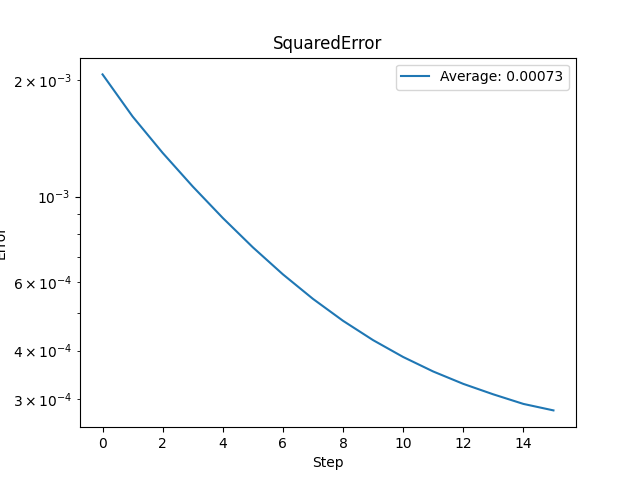 SquaredError
Average: 0.00073
2 × 10⁻³
10⁻³
6 × 10⁻⁴
4 × 10⁻⁴
3 × 10⁻⁴
Error
0 2 4 6 8 10 12 14
Step